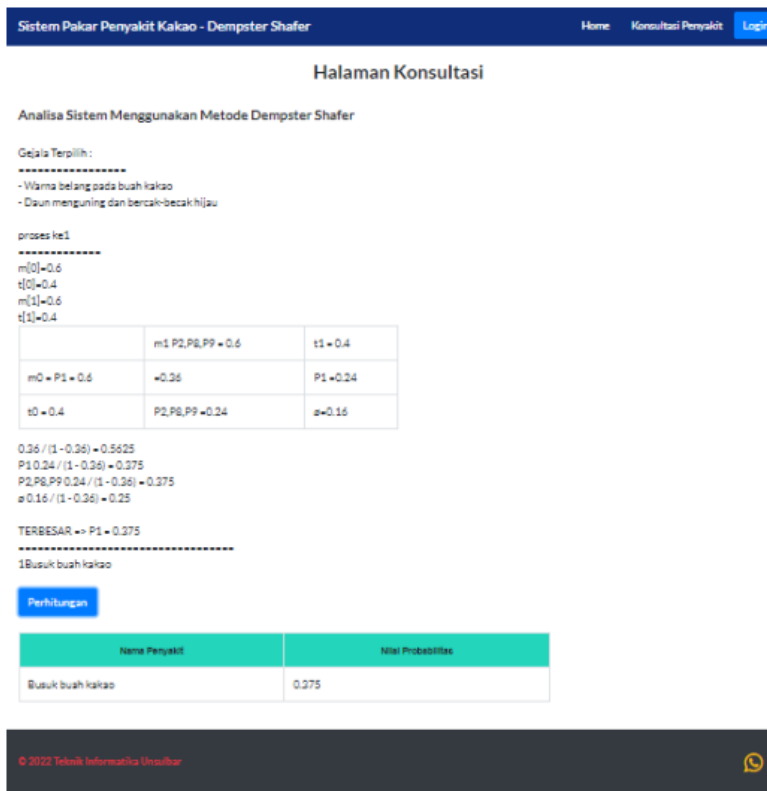 Sistem Pakar Penyakit Kakao - Dempster Shafer Home Konsultasi Penyakit Login
Halaman Konsultasi
Analisa Sistem Menggunakan Metode Dempster Shafer
Gejala Terpilih :
=================
- Warna belang pada buah kakao
- Daun menguning dan bercak-becak hijau
proses ke1
=============
m[0]=0.6
t[0]=0.4
m[1]=0.6
t[1]=0.4
m1 P2,P8,P9 = 0.6 t1 = 0.4
m0 = P1 = 0.6 =0.36 P1 =0.24
t0 = 0.4 P2,P8,P9 =0.24 ø=0.16
0.36 / (1 - 0.36) = 0.5625
P1 0.24 / (1 - 0.36) = 0.375
P2,P8,P9 0.24 / (1 - 0.36) = 0.375
ø 0.16 / (1 - 0.36) = 0.25
TERBESAR => P1 = 0.375
==================================
1Busuk buah kakao
Perhitungan
Nama Penyakit Nilai Probabilitas
Busuk buah kakao 0.375
© 2022 Teknik Informatika Unsulbar